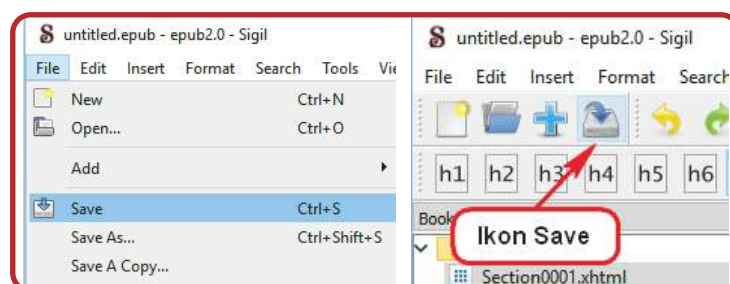 untitled.epub - epub2.0 - Sigil
File Edit Insert Format Search Tools
New Ctrl+N
Open... Ctrl+O
Add
Save Ctrl+S
Save As... Ctrl+Shift+S
Save A Copy...
untitled.epub - epub2.0 - Sigil
File Edit Insert Format Search
h1 h2 h3 h4 h5 h6
Book
Ikon Save
Section0001.xhtml